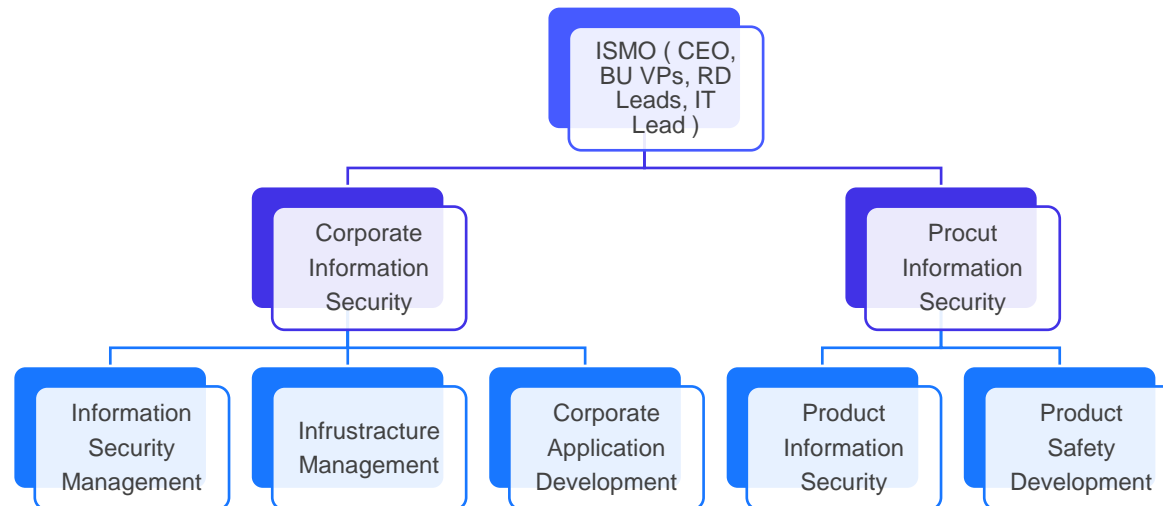 ISMO ( CEO,
BU VPs, RD
Leads, IT
Lead )
Corporate
Information
Security
Procut
Information
Security
Information
Security
Management
Infrustracture
Management
Corporate
Application
Development
Product
Information
Security
Product
Safety
Development